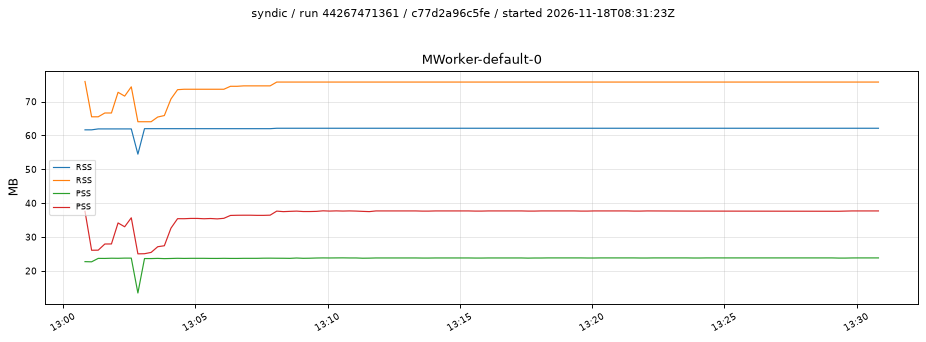 syndic / run 44267471361 / c77d2a96c5fe / started 2026-11-18T08:31:23Z
MWorker-default-0
MB
70
60
50
40
30
20
RSS
RSS
PSS
PSS
13:00
13:05
13:10
13:15
13:20
13:25
13:30